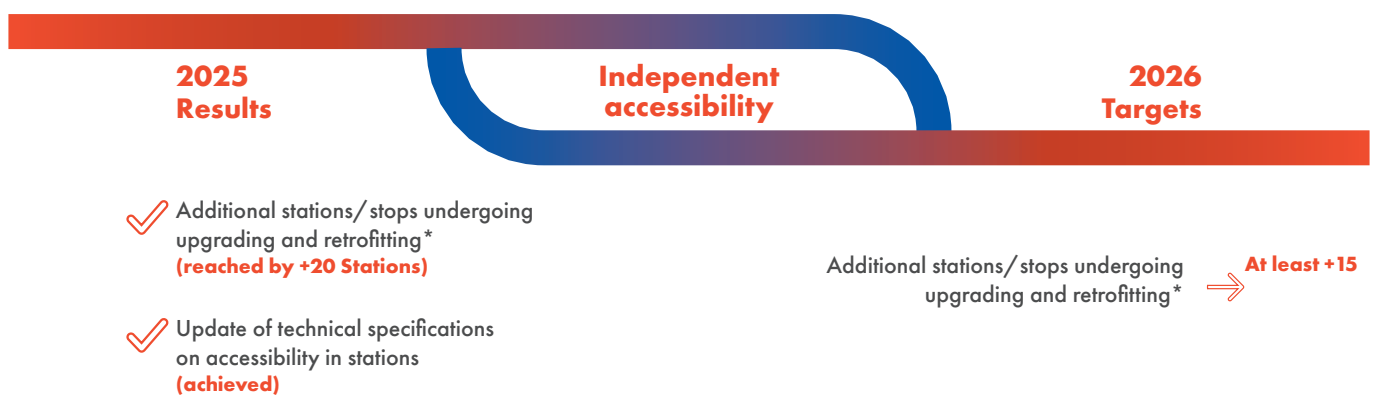 2025
Results
Independent
accessibility
2026
Targets
Additional stations/stops undergoing
upgrading and retrofitting*
(reached by +20 Stations)
Update of technical specifications
on accessibility in stations
(achieved)
Additional stations/stops undergoing
upgrading and retrofitting*
At least +15